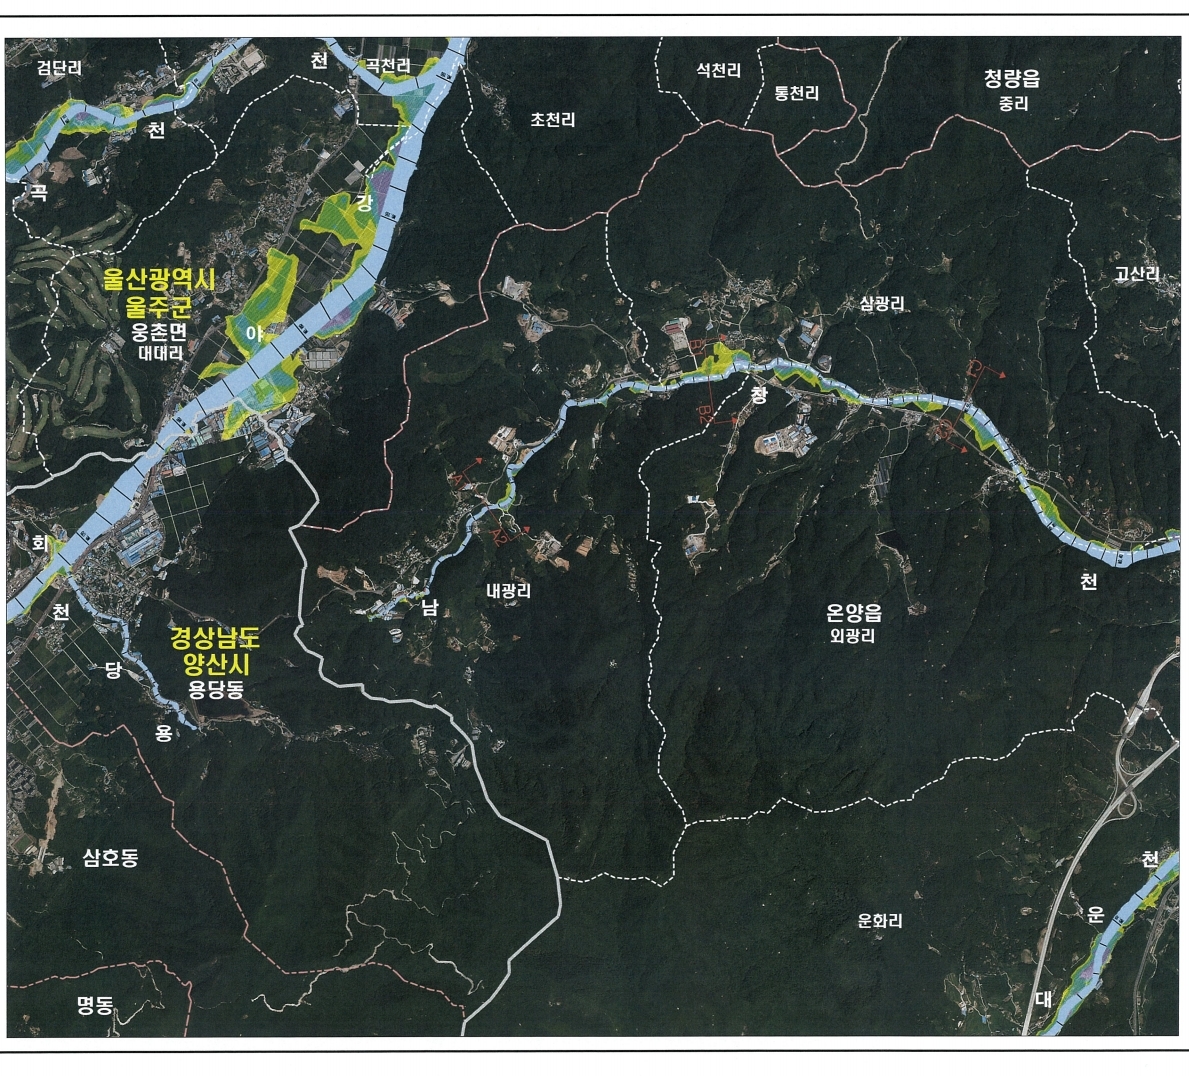 검단리
천
곡천리
석천리
통천리
청량읍
중리
초천리
천
곡
강
울산광역시
울주군
웅촌면
대대리
야
고산리
삼광리
B2
창
C1
A1
A2
회
천
내광리
남
천
온양읍
외광리
경상남도
양산시
용당동
당
용
삼호동
천
운
운화리
대
명동